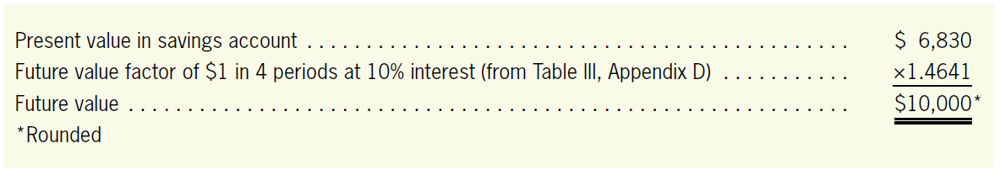 Present value in savings account . . . . . . . . . . . . . . . . . . . . . . . . . . . . . . . . . . . . . . . . . . . . . . $ 6,830
Future value factor of $1 in 4 periods at 10% interest (from Table III, Appendix D) . . . . . . . . . . . ×1.4641
Future value . . . . . . . . . . . . . . . . . . . . . . . . . . . . . . . . . . . . . . . . . . . . . . . . . . . . . . . . . . . . . $10,000*
*Rounded